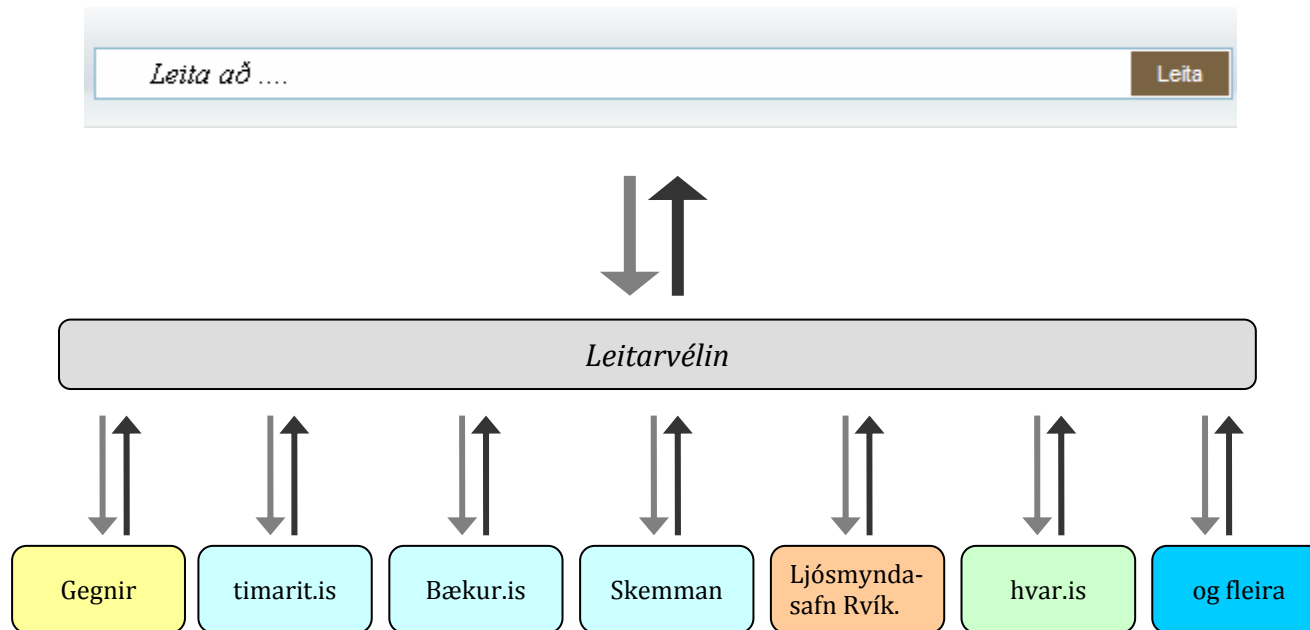 Leita að ....
Leita
Leitarvélin
Gegnir
timarit.is
Bækur.is
Skemman
Ljósmynda-
safn Rvík.
hvar.is
og fleira